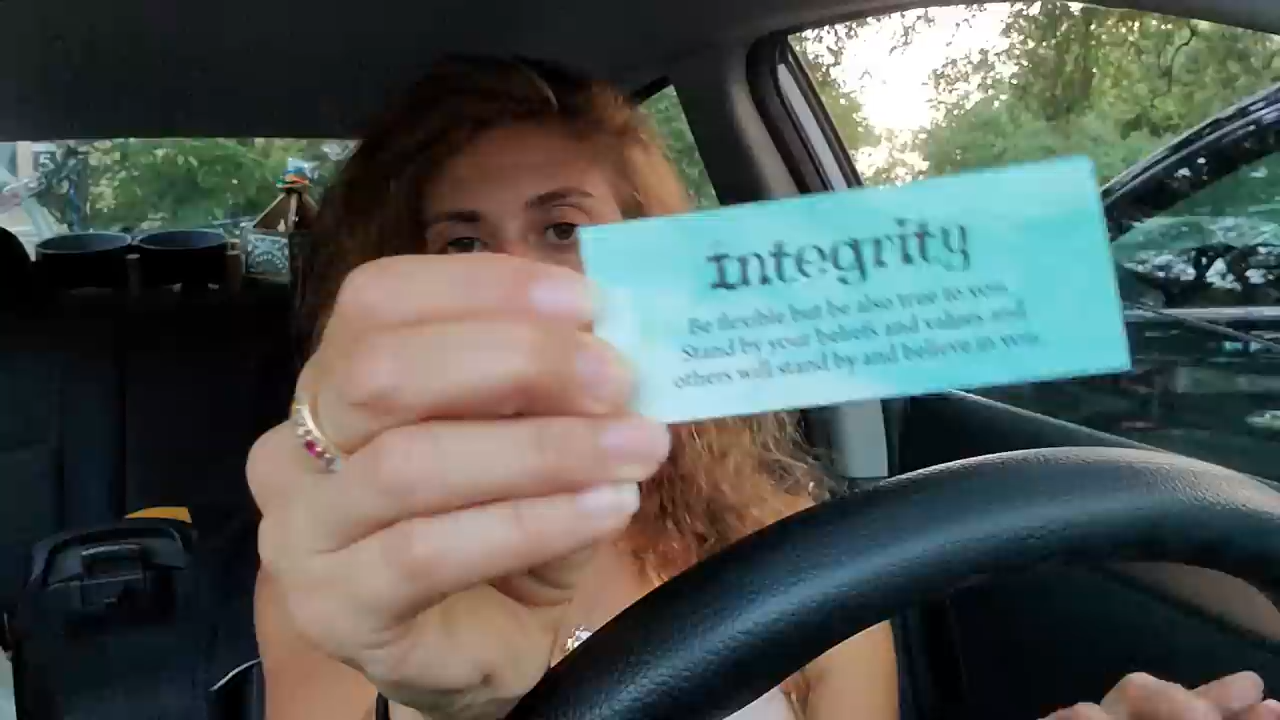 integrity
Be flexible but be also true to you.
Stand by your beliefs and values and
others will stand by and believe in you.
5